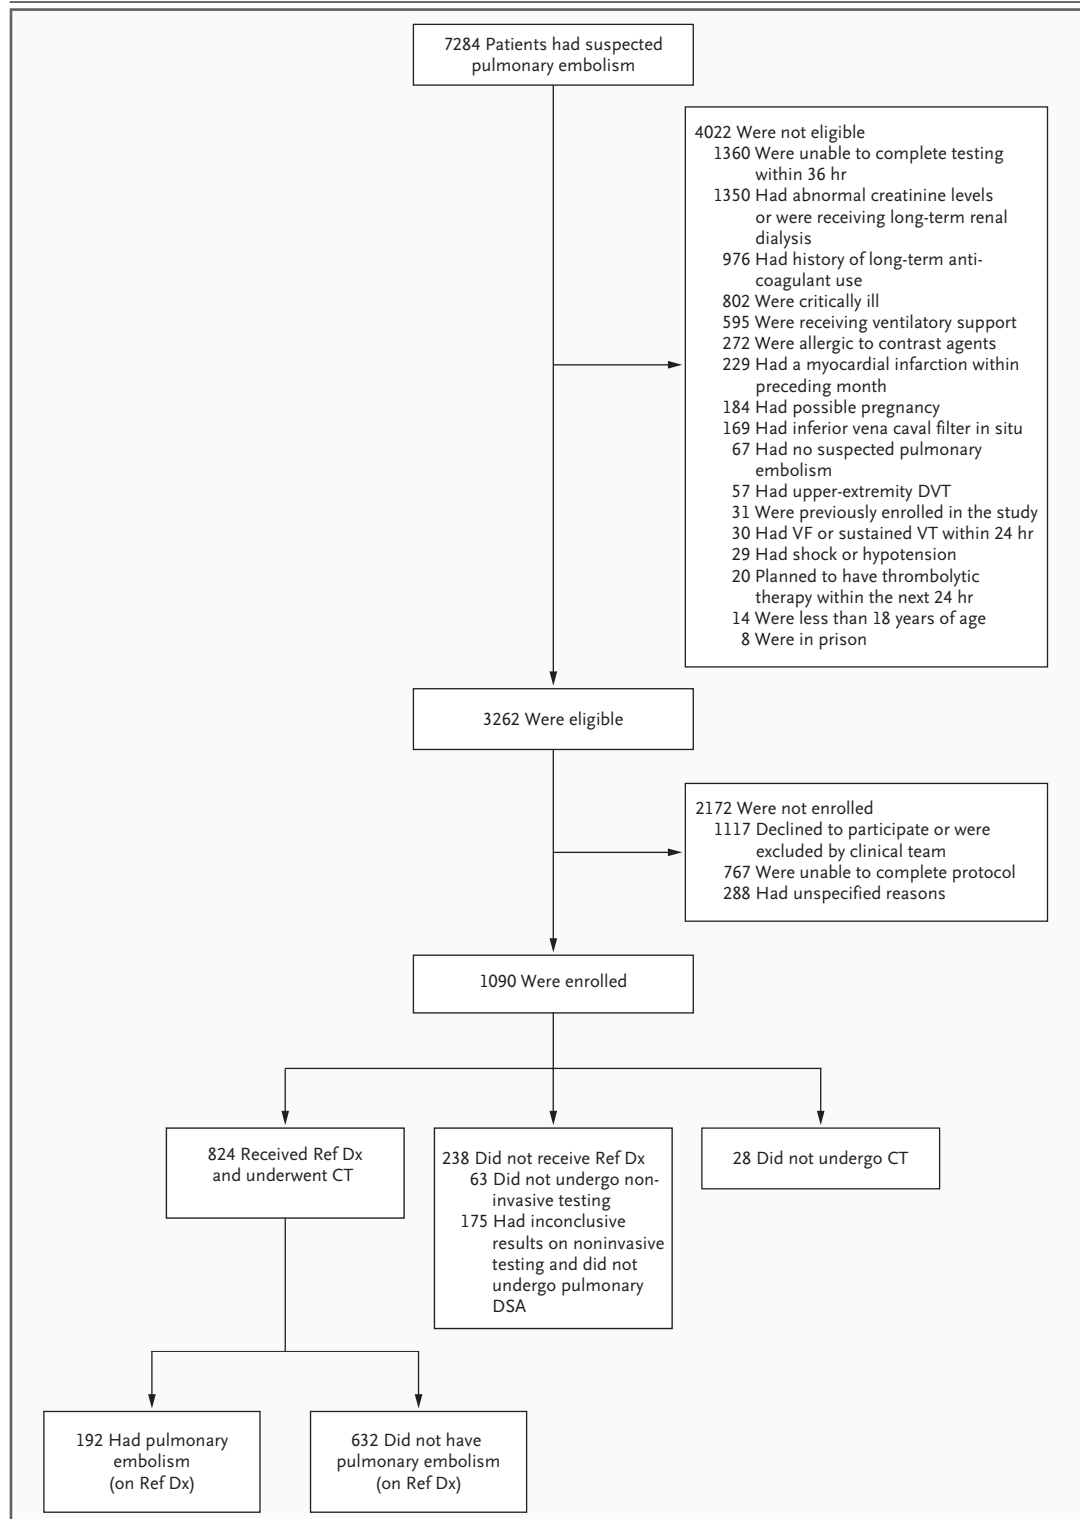 7284 Patients had suspected
pulmonary embolism
4022 Were not eligible
1360 Were unable to complete testing
within 36 hr
1350 Had abnormal creatinine levels
or were receiving long-term renal
dialysis
976 Had history of long-term anti-
coagulant use
802 Were critically ill
595 Were receiving ventilatory support
272 Were allergic to contrast agents
229 Had a myocardial infarction within
preceding month
184 Had possible pregnancy
169 Had inferior vena caval filter in situ
67 Had no suspected pulmonary
embolism
57 Had upper-extremity DVT
31 Were previously enrolled in the study
30 Had VF or sustained VT within 24 hr
29 Had shock or hypotension
20 Planned to have thrombolytic
therapy within the next 24 hr
14 Were less than 18 years of age
8 Were in prison
3262 Were eligible
2172 Were not enrolled
1117 Declined to participate or were
excluded by clinical team
767 Were unable to complete protocol
288 Had unspecified reasons
1090 Were enrolled
824 Received Ref Dx
and underwent CT
238 Did not receive Ref Dx
63 Did not undergo non-
invasive testing
175 Had inconclusive
results on noninvasive
testing and did not
undergo pulmonary
DSA
28 Did not undergo CT
192 Had pulmonary
embolism
(on Ref Dx)
632 Did not have
pulmonary embolism
(on Ref Dx)